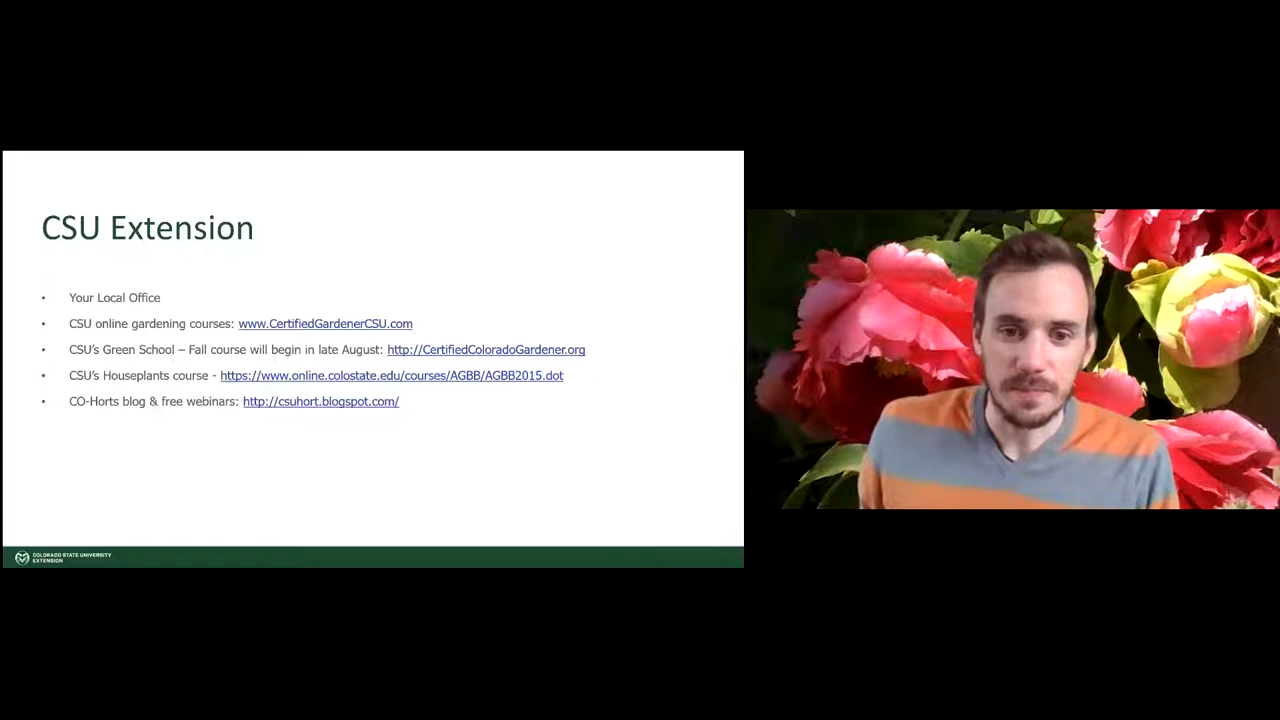 CSU Extension
• Your Local Office
• CSU online gardening courses: www.CertifiedGardenerCSU.com
• CSU's Green School – Fall course will begin in late August: http://CertifiedColoradoGardener.org
• CSU's Houseplants course - https://www.online.colostate.edu/courses/AGBB/AGBB2015.dot
• CO-Horts blog & free webinars: http://csuhort.blogspot.com/
COLORADO STATE UNIVERSITY
EXTENSION